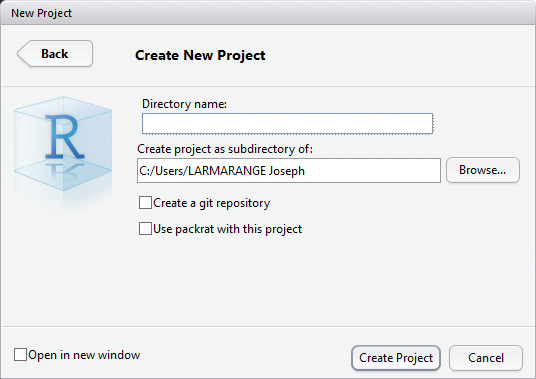 New Project
Back
Create New Project
R
Directory name:
Create project as subdirectory of:
C:/Users/LARMARANGE Joseph
Browse...
Create a git repository
Use packrat with this project
Open in new window
Create Project
Cancel